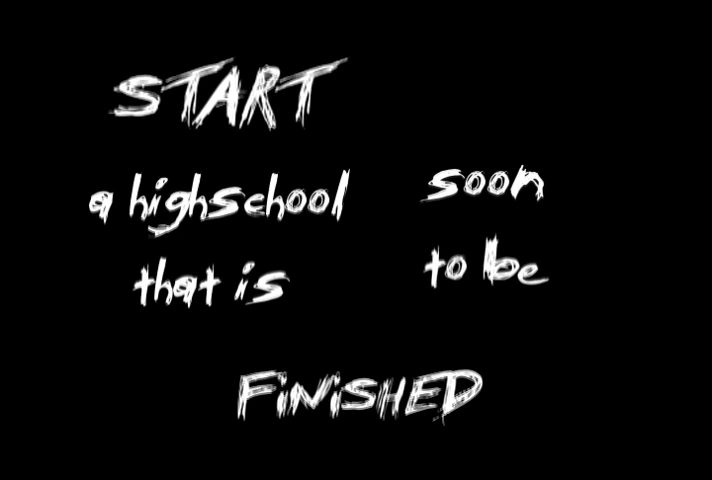 START
a highschool
that is
soon
to be
FiNiSHED